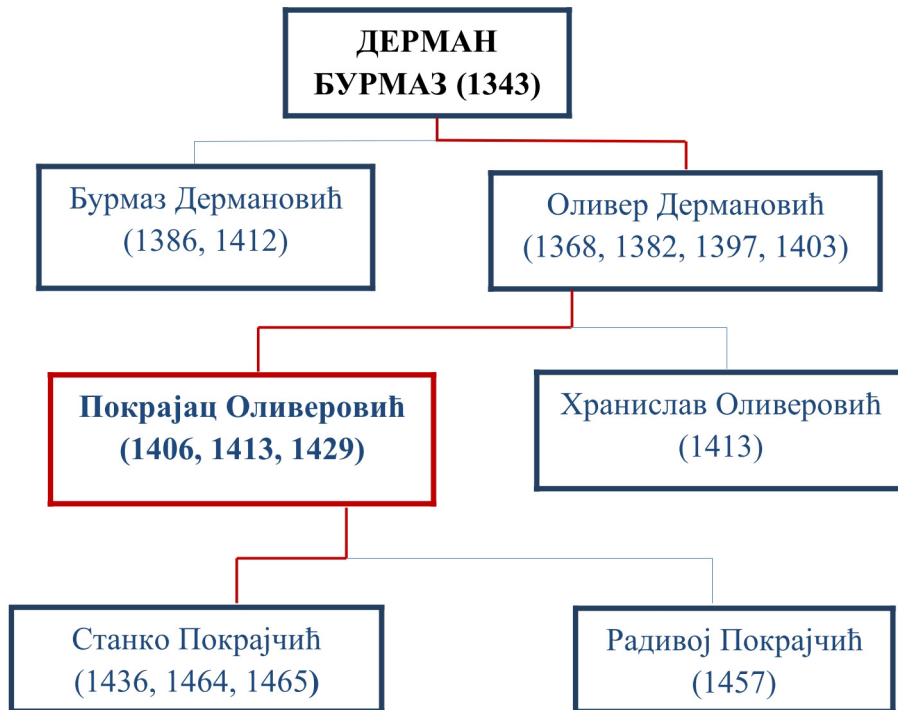 ДЕРМАН
БУРМАЗ (1343)
Бурмаз Дермановић
(1386, 1412)
Оливер Дермановић
(1368, 1382, 1397, 1403)
Покрајац Оливеровић
(1406, 1413, 1429)
Хранислав Оливеровић
(1413)
Станко Покрајчић
(1436, 1464, 1465)
Радивој Покрајчић
(1457)